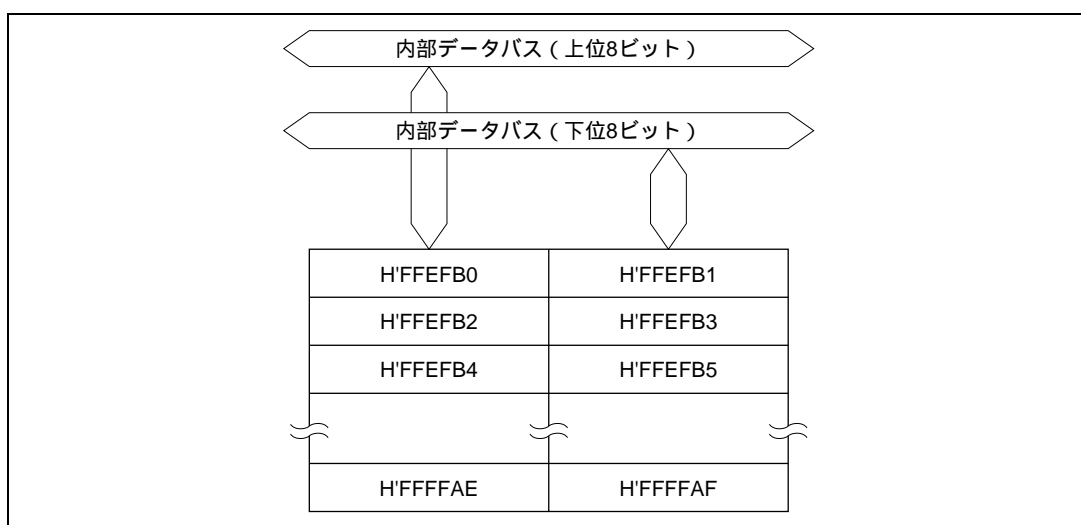 内部データバス（上位8ビット）
内部データバス（下位8ビット）
H'FFEFB0 H'FFEFB1
H'FFEFB2 H'FFEFB3
H'FFEFB4 H'FFEFB5
H'FFFFAE H'FFFFAF